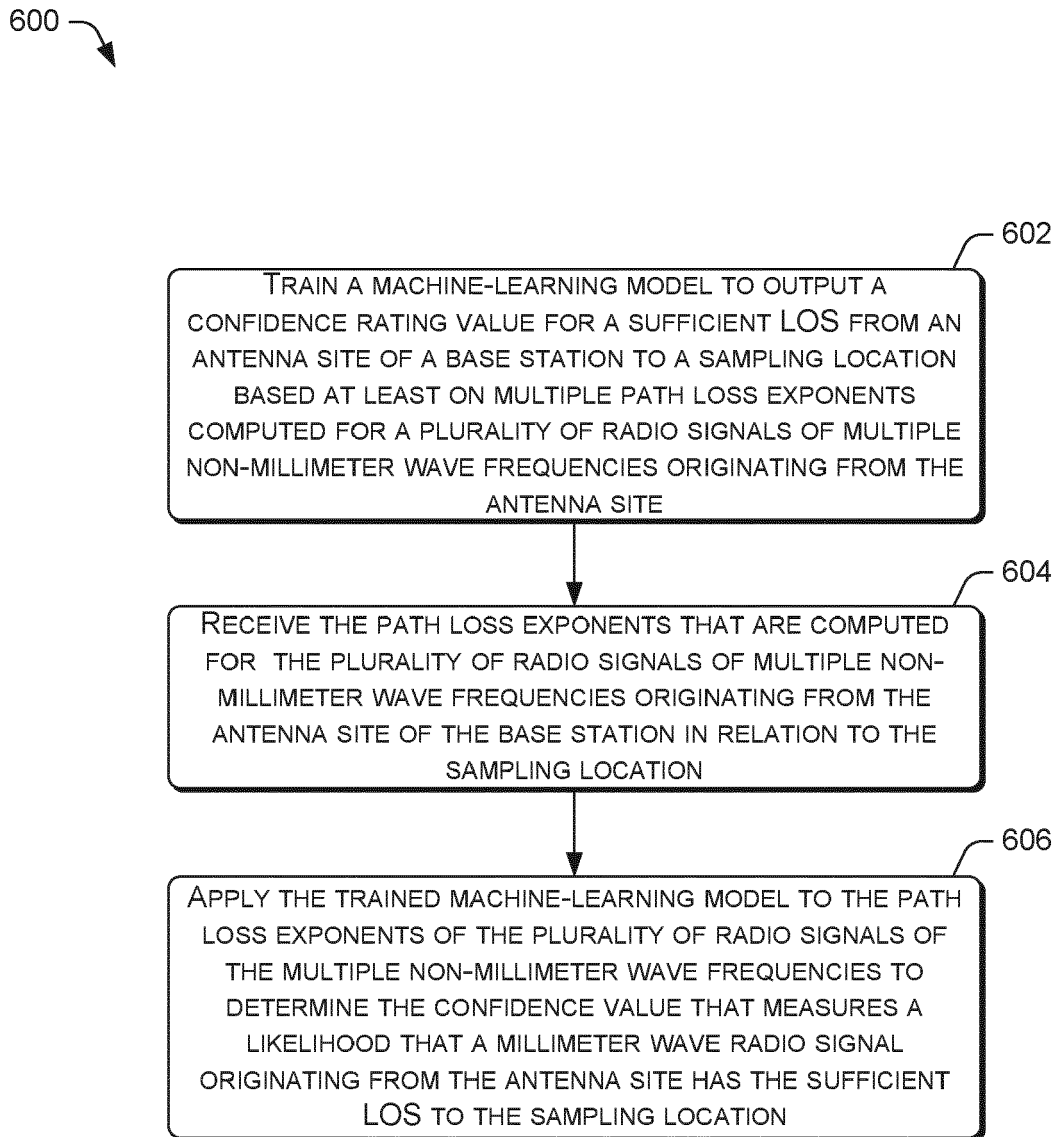 600
602
TRAIN A MACHINE-LEARNING MODEL TO OUTPUT A
CONFIDENCE RATING VALUE FOR A SUFFICIENT LOS FROM AN
ANTENNA SITE OF A BASE STATION TO A SAMPLING LOCATION
BASED AT LEAST ON MULTIPLE PATH LOSS EXPONENTS
COMPUTED FOR A PLURALITY OF RADIO SIGNALS OF MULTIPLE
NON-MILLIMETER WAVE FREQUENCIES ORIGINATING FROM THE
ANTENNA SITE
604
RECEIVE THE PATH LOSS EXPONENTS THAT ARE COMPUTED
FOR THE PLURALITY OF RADIO SIGNALS OF MULTIPLE NON-
MILLIMETER WAVE FREQUENCIES ORIGINATING FROM THE
ANTENNA SITE OF THE BASE STATION IN RELATION TO THE
SAMPLING LOCATION
606
APPLY THE TRAINED MACHINE-LEARNING MODEL TO THE PATH
LOSS EXPONENTS OF THE PLURALITY OF RADIO SIGNALS OF
THE MULTIPLE NON-MILLIMETER WAVE FREQUENCIES TO
DETERMINE THE CONFIDENCE VALUE THAT MEASURES A
LIKELIHOOD THAT A MILLIMETER WAVE RADIO SIGNAL
ORIGINATING FROM THE ANTENNA SITE HAS THE SUFFICIENT
LOS TO THE SAMPLING LOCATION